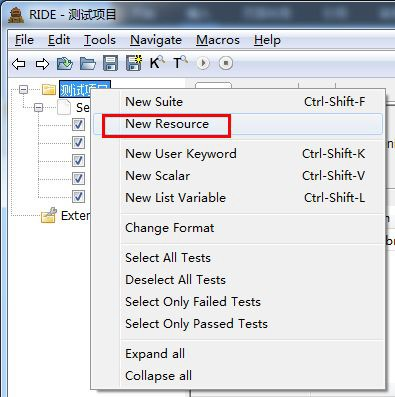 RIDE - 测试项目
File Edit Tools Navigate Macros Help
测试项目
New Suite Ctrl-Shift-F
New Resource
New User Keyword Ctrl-Shift-K
New Scalar Ctrl-Shift-V
New List Variable Ctrl-Shift-L
Change Format
Select All Tests
Deselect All Tests
Select Only Failed Tests
Select Only Passed Tests
Expand all
Collapse all